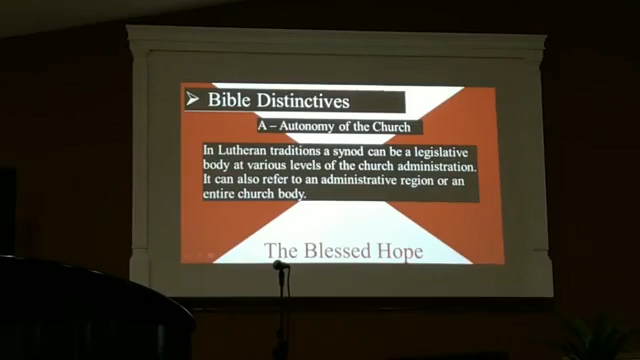 ➢ Bible Distinctives
A – Autonomy of the Church
In Lutheran traditions a synod can be a legislative
body at various levels of the church administration.
It can also refer to an administrative region or an
entire church body.
The Blessed Hope